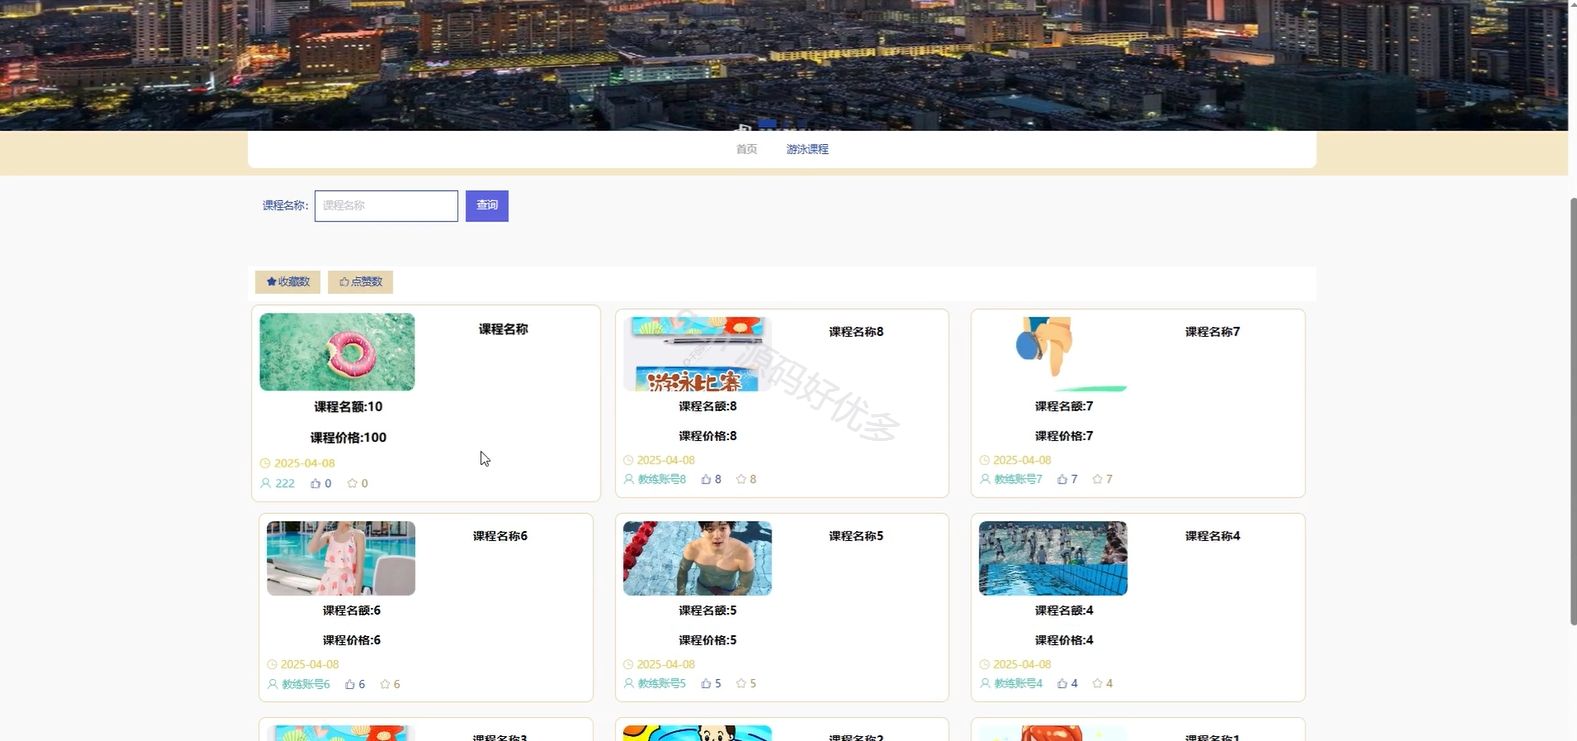 首页 游泳课程
课程名称: 课程名称 查询
收藏数 点赞数
课程名称
课程名额:10
课程价格:100
2025-04-08
222 0 0
游泳比赛
课程名称8
课程名额:8
课程价格:8
2025-04-08
教练账号8 8 8
课程名称7
课程名额:7
课程价格:7
2025-04-08
教练账号7 7 7
源码好优多
课程名称6
课程名额:6
课程价格:6
2025-04-08
教练账号6 6 6
课程名称5
课程名额:5
课程价格:5
2025-04-08
教练账号5 5 5
课程名称4
课程名额:4
课程价格:4
2025-04-08
教练账号4 4 4
课程名称3
课程名称2
课程名称1